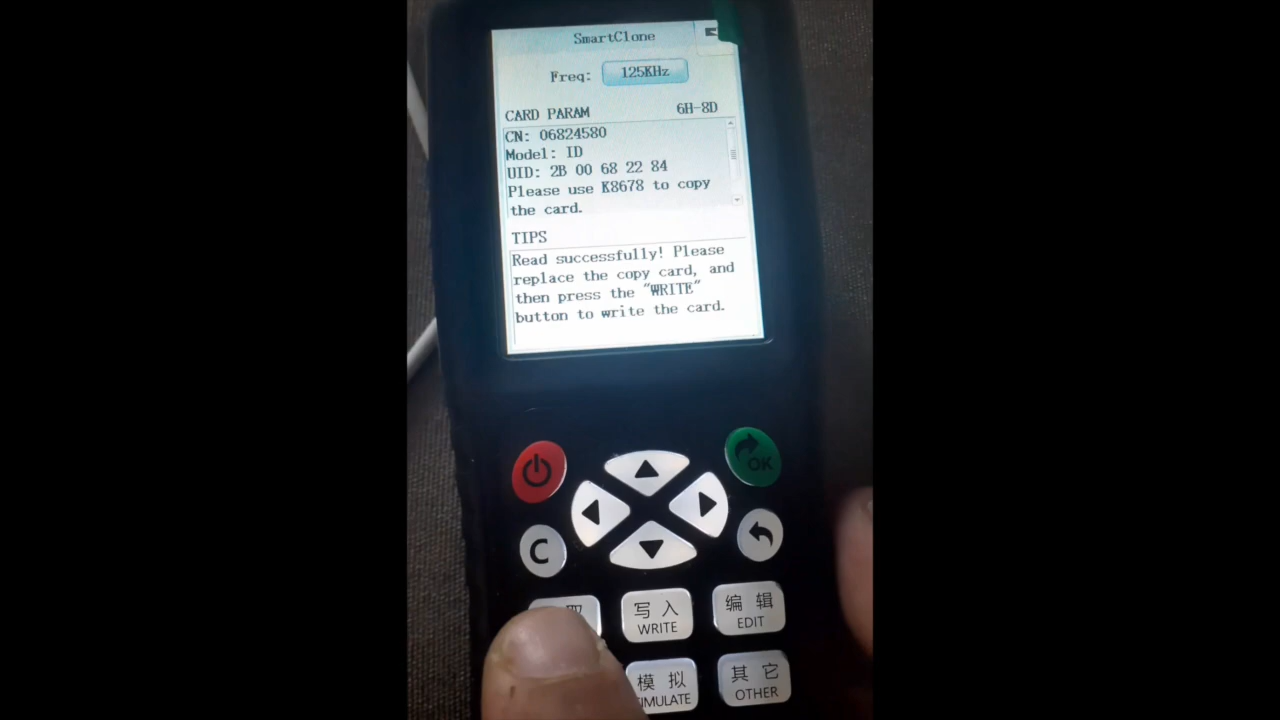 SmartClone
Freq: 125KHz
CARD PARAM 6H-8D
CN: 06824580
Model: ID
UID: 2B 00 68 22 84
Please use K8678 to copy
the card.
TIPS
Read successfully! Please
replace the copy card, and
then press the "WRITE"
button to write the card.
OK
C
写入
WRITE
编辑
EDIT
模拟
SIMULATE
其它
OTHER